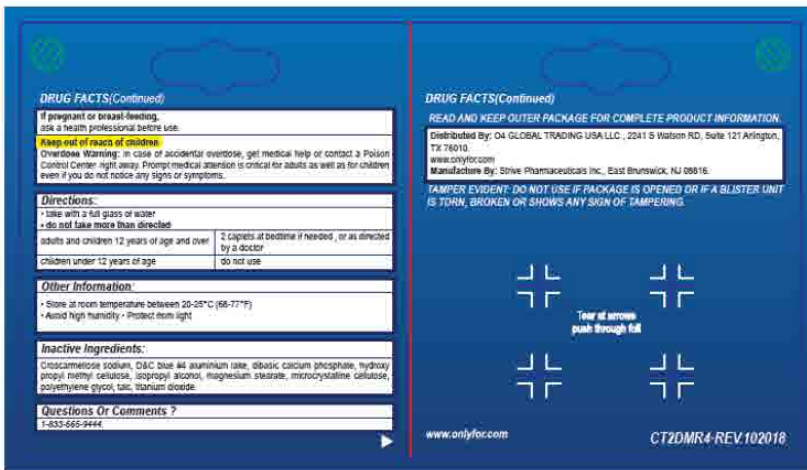 DRUG FACTS(Continued)
If pregnant or breast-feeding,
ask a health professional before use.
Keep out of reach of children.
Overdose Warning: In case of accidental overdose, get medical help or contact a Poison
Control Center right away. Prompt medical attention is critical for adults as well as for children
even if you do not notice any signs or symptoms.
Directions:
• take with a full glass of water
• do not take more than directed
adults and children 12 years of age and over
2 caplets at bedtime if needed , or as directed
by a doctor
children under 12 years of age
do not use
Other Information:
• Store at room temperature between 20-25°C (68-77°F)
• Avoid high humidity • Protect from light
Inactive Ingredients:
Croscarmelose sodium, D&C blue #4 aluminium lake, dibasic calcium phosphate, hydroxy
propyl methyl cellulose, isopropyl alcohol, magnesium stearate, microcrystalline cellulose,
polyethylene glycol, talc, titanium dioxide.
Questions Or Comments ?
1-833-665-9444.
DRUG FACTS(Continued)
READ AND KEEP OUTER PACKAGE FOR COMPLETE PRODUCT INFORMATION.
Distributed By: O4 GLOBAL TRADING USA LLC , 2241 S Watson RD, Suite 121 Arlington,
TX 76010.
www.onlyfor.com
Manufacture By: Strive Pharmaceuticals Inc., East Brunswick, NJ 08816.
TAMPER EVIDENT: DO NOT USE IF PACKAGE IS OPENED OR IF A BLISTER UNIT
IS TORN, BROKEN OR SHOWS ANY SIGN OF TAMPERING.
Tear at arrows
push through foil
www.onlyfor.com
CT2DMR4-REV.102018